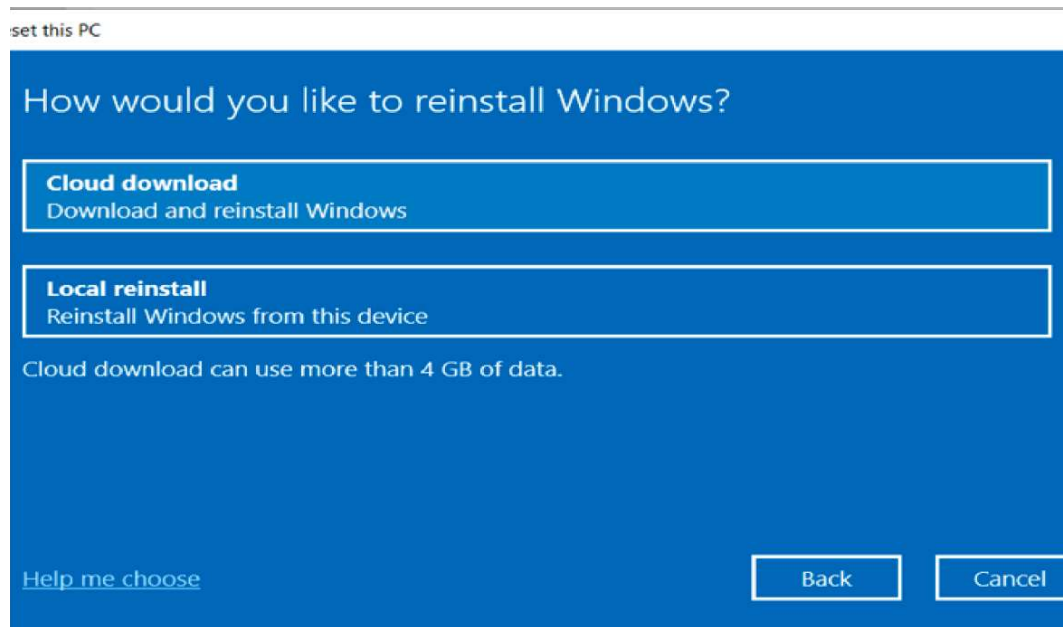 set this PC
How would you like to reinstall Windows?
Cloud download
Download and reinstall Windows
Local reinstall
Reinstall Windows from this device
Cloud download can use more than 4 GB of data.
Help me choose
Back
Cancel